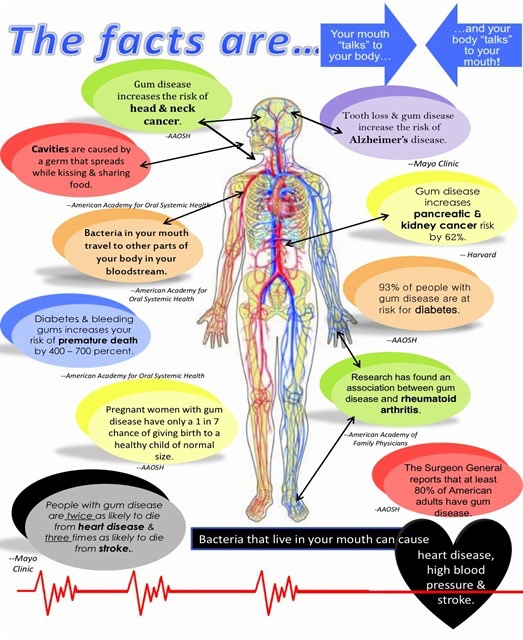 The facts are...
Your mouth
"talks" to
your body...
...and your
body "talks"
to your
mouth!
Gum disease
increases the risk of
head & neck
cancer.
-AAOSH
Tooth loss & gum disease
increase the risk of
Alzheimer's disease.
--Mayo Clinic
Cavities are caused by
a germ that spreads
while kissing & sharing
food.
--American Academy for Oral Systemic Health
Gum disease
increases
pancreatic &
kidney cancer risk
by 62%.
-- Harvard
Bacteria in your mouth
travel to other parts of
your body in your
bloodstream.
--American Academy for
Oral Systemic Health
93% of people with
gum disease are at
risk for diabetes.
--AAOSH
Diabetes & bleeding
gums increases your
risk of premature death
by 400 – 700 percent.
--American Academy for Oral Systemic Health
Research has found an
association between gum
disease and rheumatoid
arthritis.
--American Academy of
Family Physicians
Pregnant women with gum
disease have only a 1 in 7
chance of giving birth to a
healthy child of normal
size.
--AAOSH
The Surgeon General
reports that at least
80% of American
adults have gum
disease.
-AAOSH
People with gum disease
are twice as likely to die
from heart disease &
three times as likely to die
from stroke..
--Mayo
Clinic
Bacteria that live in your mouth can cause
heart disease,
high blood
pressure &
stroke.